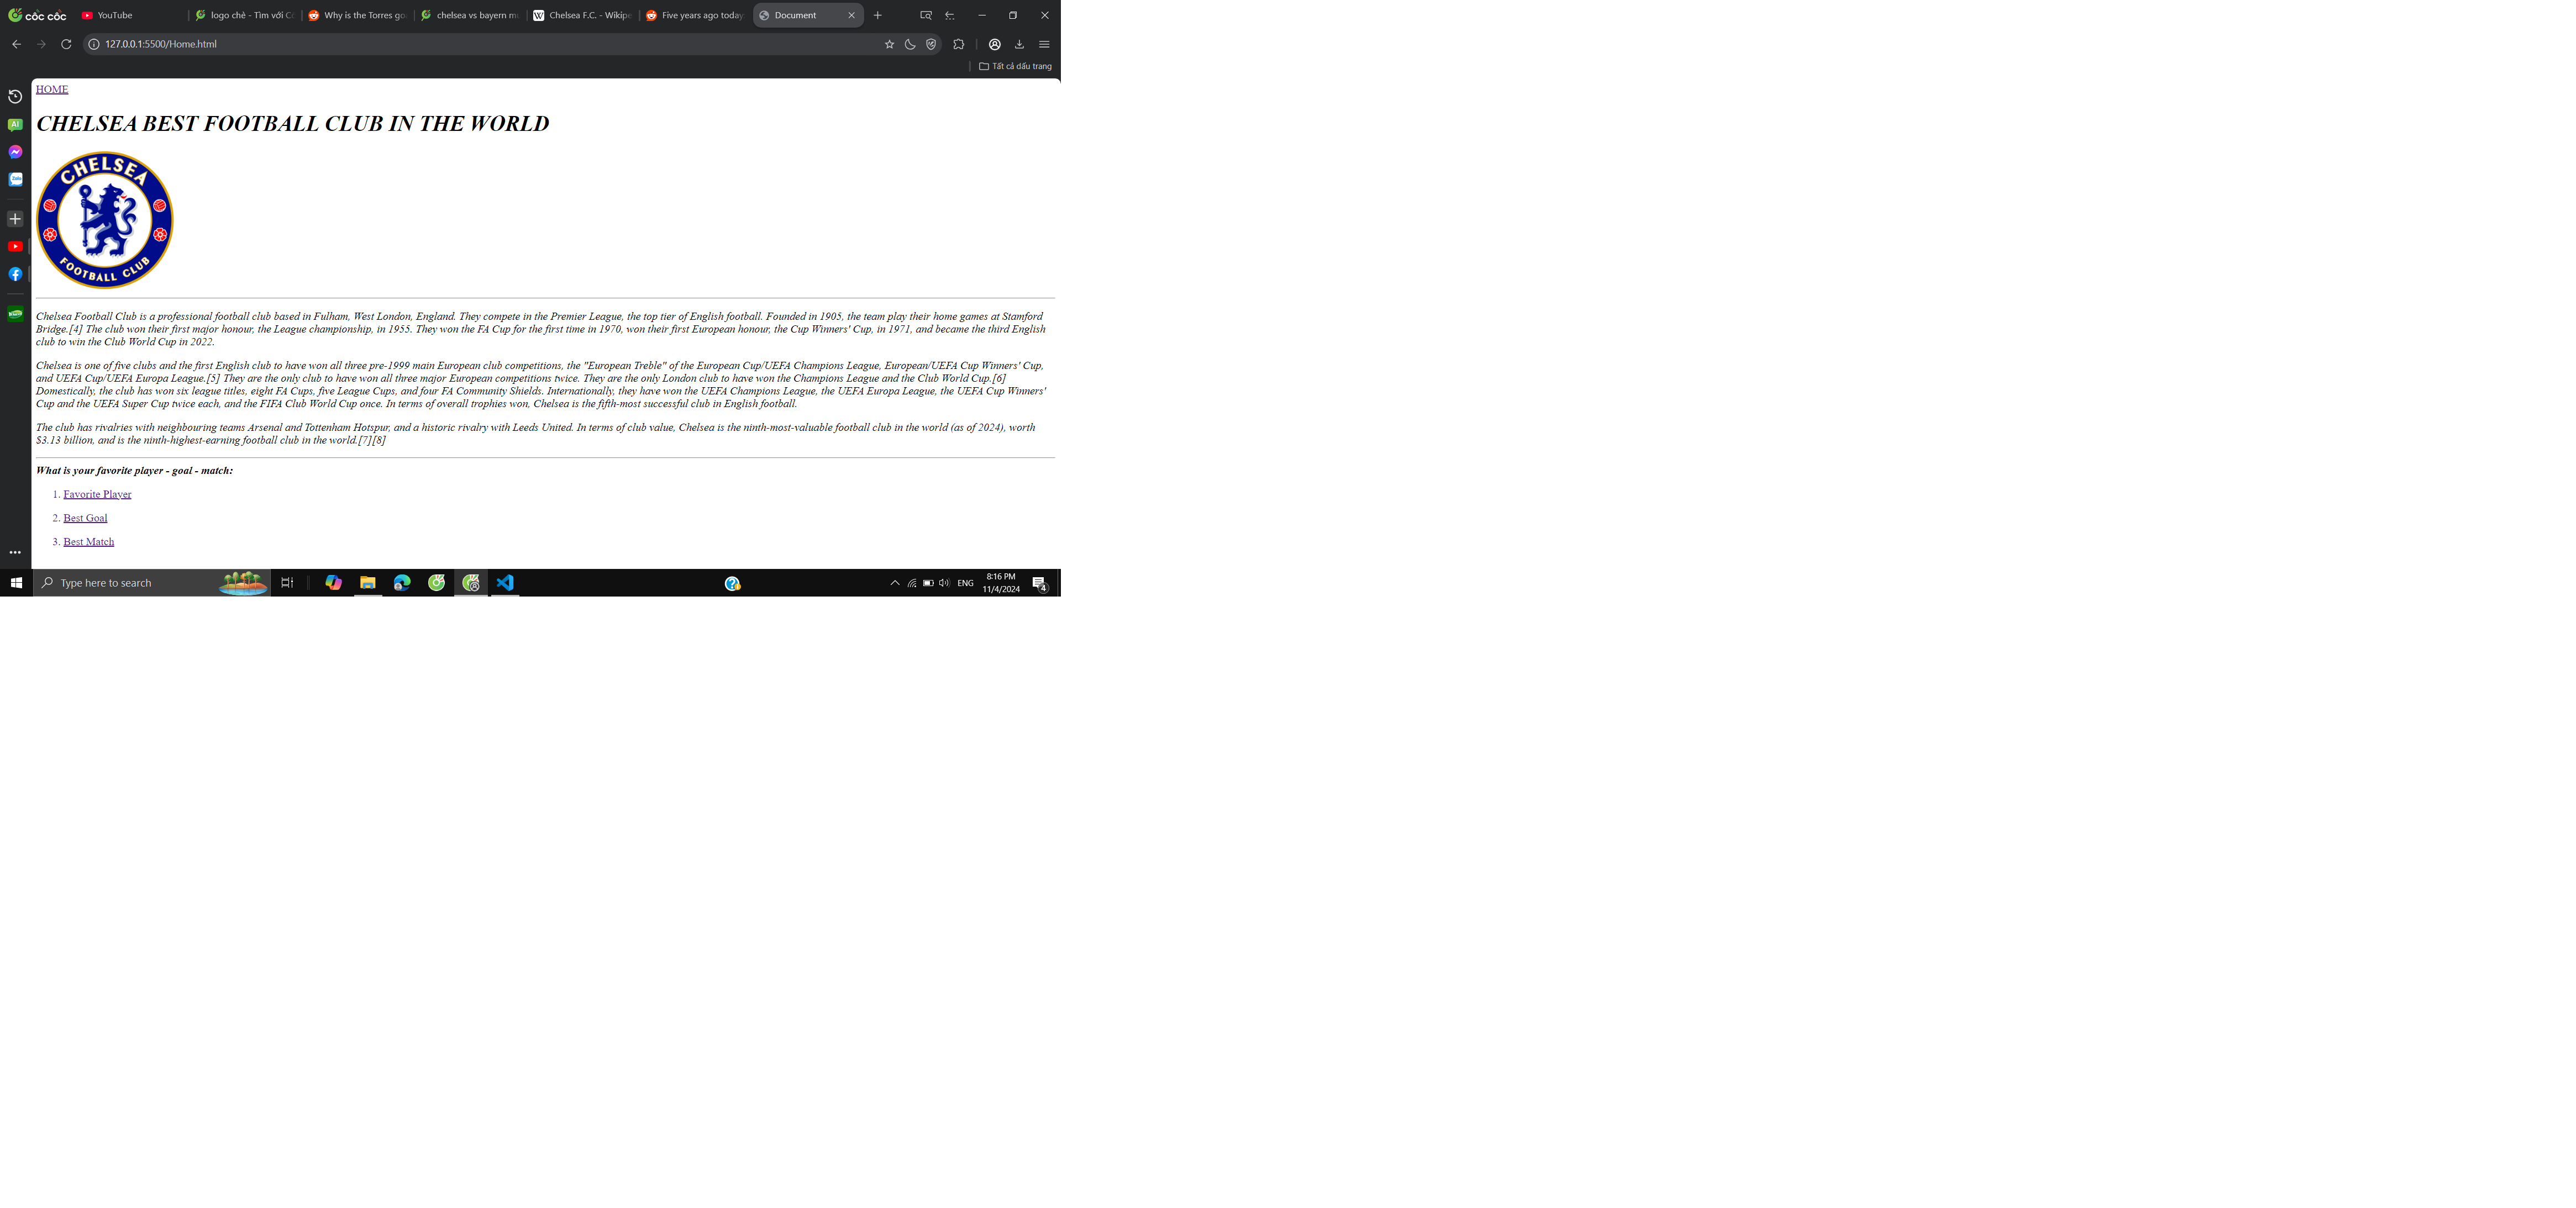 cốc cốc
YouTube
logo chè - Tìm với Cố
Why is the Torres go
chelsea vs bayern m
Chelsea F.C. - Wikipe
Five years ago today
Document
127.0.0.1:5500/Home.html
Tất cả dấu trang
AI
Zalo
HOME
CHELSEA BEST FOOTBALL CLUB IN THE WORLD
CHELSEA
FOOTBALL CLUB
Chelsea Football Club is a professional football club based in Fulham, West London, England. They compete in the Premier League, the top tier of English football. Founded in 1905, the team play their home games at Stamford
Bridge.[4] The club won their first major honour, the League championship, in 1955. They won the FA Cup for the first time in 1970, won their first European honour, the Cup Winners' Cup, in 1971, and became the third English
club to win the Club World Cup in 2022.
Chelsea is one of five clubs and the first English club to have won all three pre-1999 main European club competitions, the "European Treble" of the European Cup/UEFA Champions League, European/UEFA Cup Winners' Cup,
and UEFA Cup/UEFA Europa League.[5] They are the only club to have won all three major European competitions twice. They are the only London club to have won the Champions League and the Club World Cup.[6]
Domestically, the club has won six league titles, eight FA Cups, five League Cups, and four FA Community Shields. Internationally, they have won the UEFA Champions League, the UEFA Europa League, the UEFA Cup Winners'
Cup and the UEFA Super Cup twice each, and the FIFA Club World Cup once. In terms of overall trophies won, Chelsea is the fifth-most successful club in English football.
The club has rivalries with neighbouring teams Arsenal and Tottenham Hotspur, and a historic rivalry with Leeds United. In terms of club value, Chelsea is the ninth-most-valuable football club in the world (as of 2024), worth
$3.13 billion, and is the ninth-highest-earning football club in the world.[7][8]
What is your favorite player - goal - match:
1. Favorite Player
2. Best Goal
3. Best Match
Type here to search
ENG
8:16 PM
11/4/2024
4